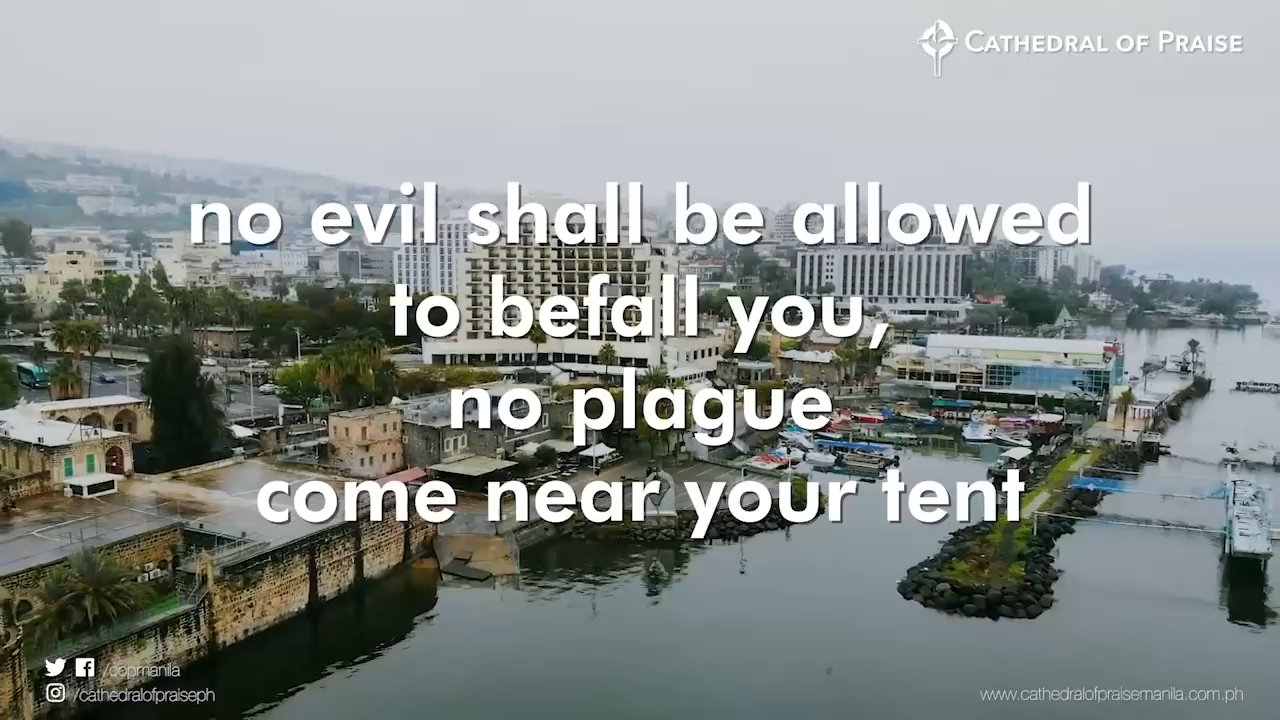 CATHEDRAL OF PRAISE
no evil shall be allowed
to befall you,
no plague
come near your tent
/copmanila
/cathedralofpraiseph
www.cathedralofpraisemanila.com.ph